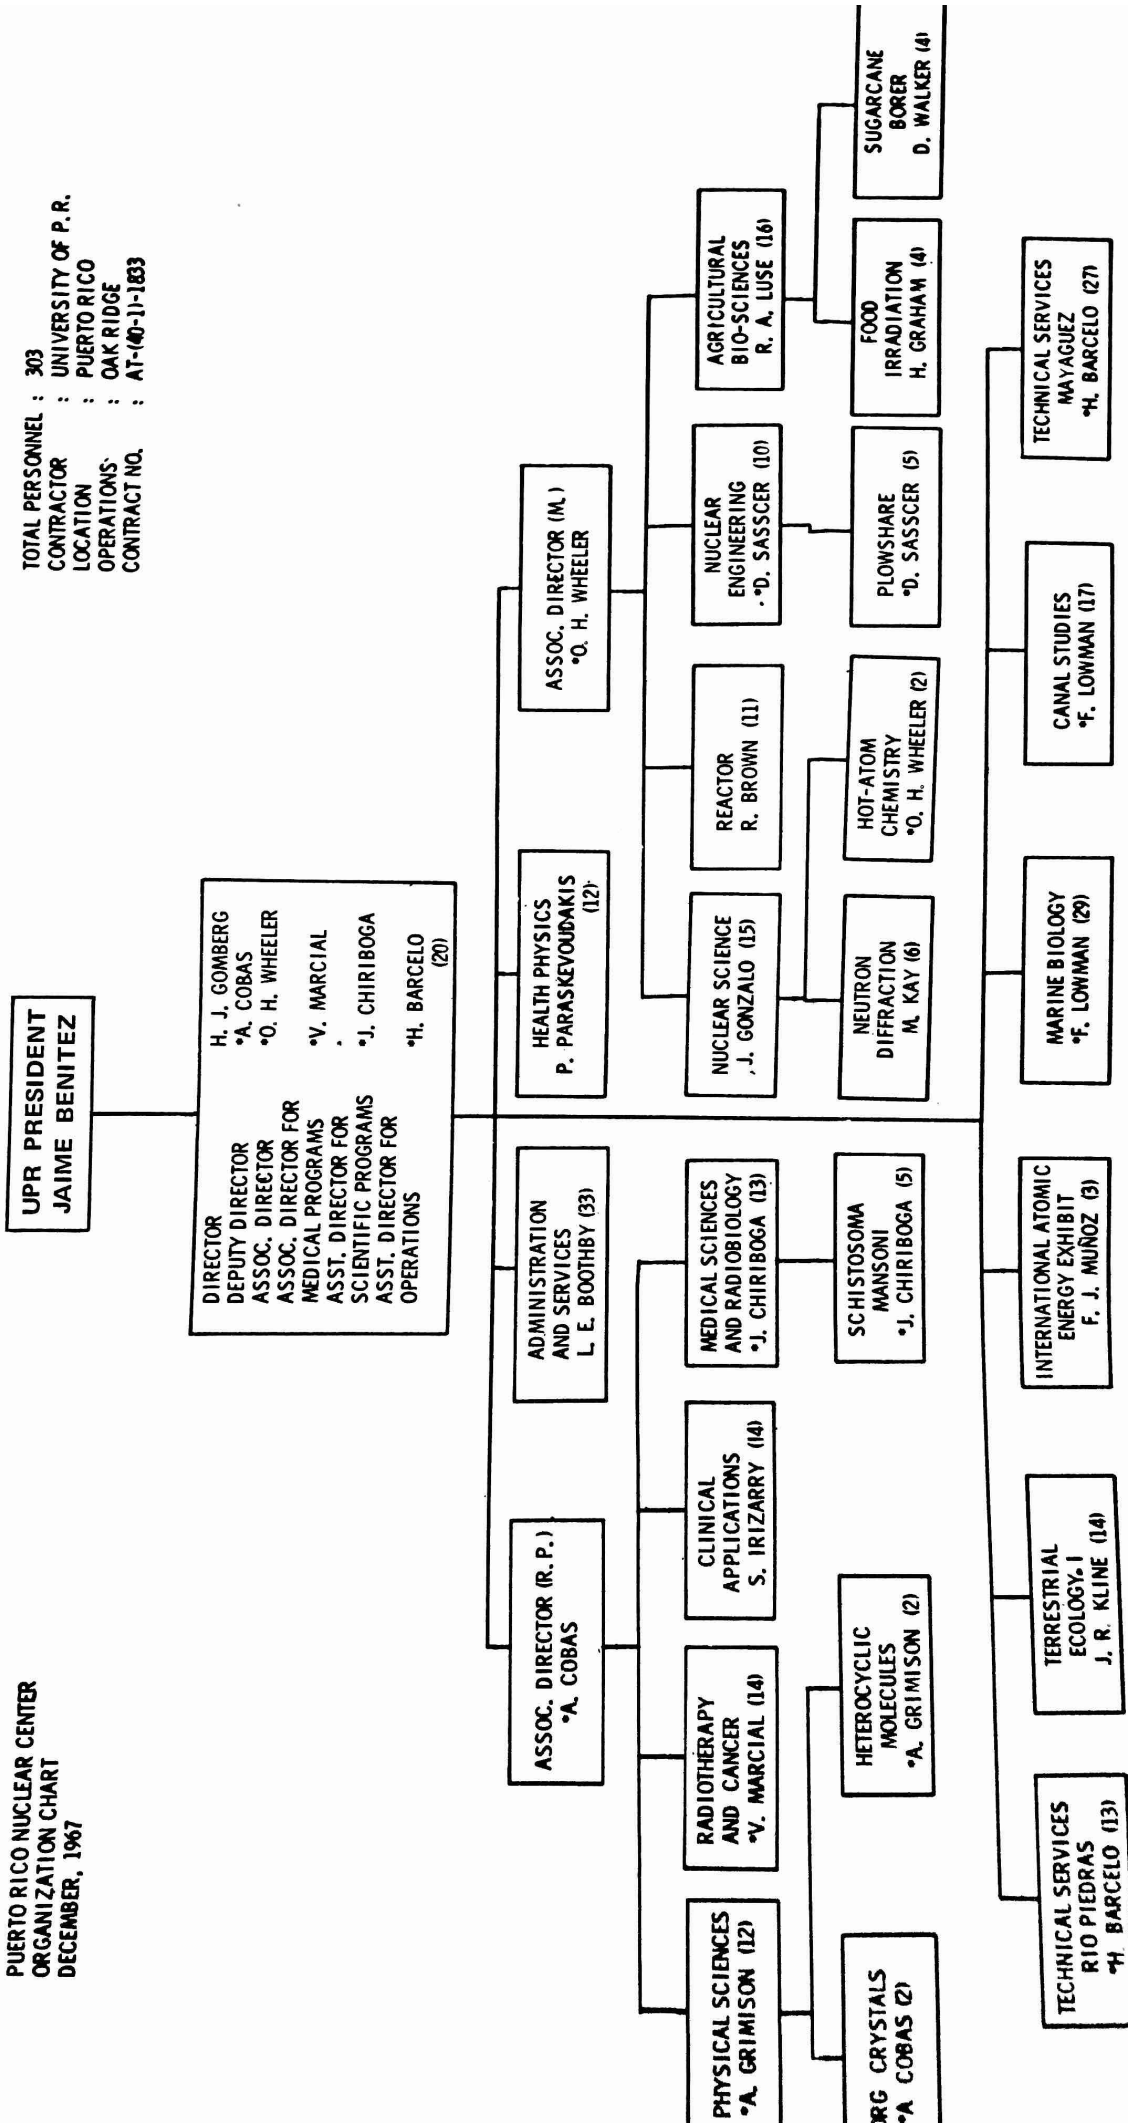 PUERTO RICO NUCLEAR CENTER
ORGANIZATION CHART
DECEMBER, 1967
UPR PRESIDENT
JAIME BENITEZ
TOTAL PERSONNEL : 303
CONTRACTOR : UNIVERSITY OF P.R.
LOCATION : PUERTO RICO
OPERATIONS : OAK RIDGE
CONTRACT NO. : AT-(40-1)-1833
DIRECTOR H. J. GOMBERG
DEPUTY DIRECTOR *A. COBAS
ASSOC. DIRECTOR *O. H. WHEELER
ASSOC. DIRECTOR FOR
MEDICAL PROGRAMS *V. MARCIAL
ASST. DIRECTOR FOR
SCIENTIFIC PROGRAMS *J. CHIRIBOGA
ASST. DIRECTOR FOR
OPERATIONS *H. BARCELO
(20)
ASSOC. DIRECTOR (R.P.)
*A. COBAS
ADMINISTRATION
AND SERVICES
L. E. BOOTHBY (33)
HEALTH PHYSICS
P. PARASKEVOUDAKIS
(12)
ASSOC. DIRECTOR (M.)
*O. H. WHEELER
PHYSICAL SCIENCES
*A. GRIMISON (12)
RADIOTHERAPY
AND CANCER
*V. MARCIAL (14)
CLINICAL
APPLICATIONS
S. IRIZARRY (14)
MEDICAL SCIENCES
AND RADIOBIOLOGY
*J. CHIRIBOGA (13)
NUCLEAR SCIENCE
J. GONZALO (15)
REACTOR
R. BROWN (11)
NUCLEAR
ENGINEERING
*D. SASSCER (10)
AGRICULTURAL
BIO-SCIENCES
R. A. LUSE (16)
ORG CRYSTALS
*A COBAS (2)
HETEROCYCLIC
MOLECULES
*A. GRIMISON (2)
SCHISTOSOMA
MANSONI
*J. CHIRIBOGA (5)
NEUTRON
DIFFRACTION
M. KAY (6)
HOT-ATOM
CHEMISTRY
*O. H. WHEELER (2)
PLOWSHARE
*D. SASSCER (5)
FOOD
IRRADIATION
H. GRAHAM (4)
SUGARCANE
BORER
D. WALKER (4)
TECHNICAL SERVICES
RIO PIEDRAS
*H. BARCELO (13)
TERRESTRIAL
ECOLOGY. I
J. R. KLINE (14)
INTERNATIONAL ATOMIC
ENERGY EXHIBIT
F. J. MUÑOZ (3)
MARINE BIOLOGY
*F. LOWMAN (29)
CANAL STUDIES
*F. LOWMAN (17)
TECHNICAL SERVICES
MAYAGUEZ
*H. BARCELO (27)